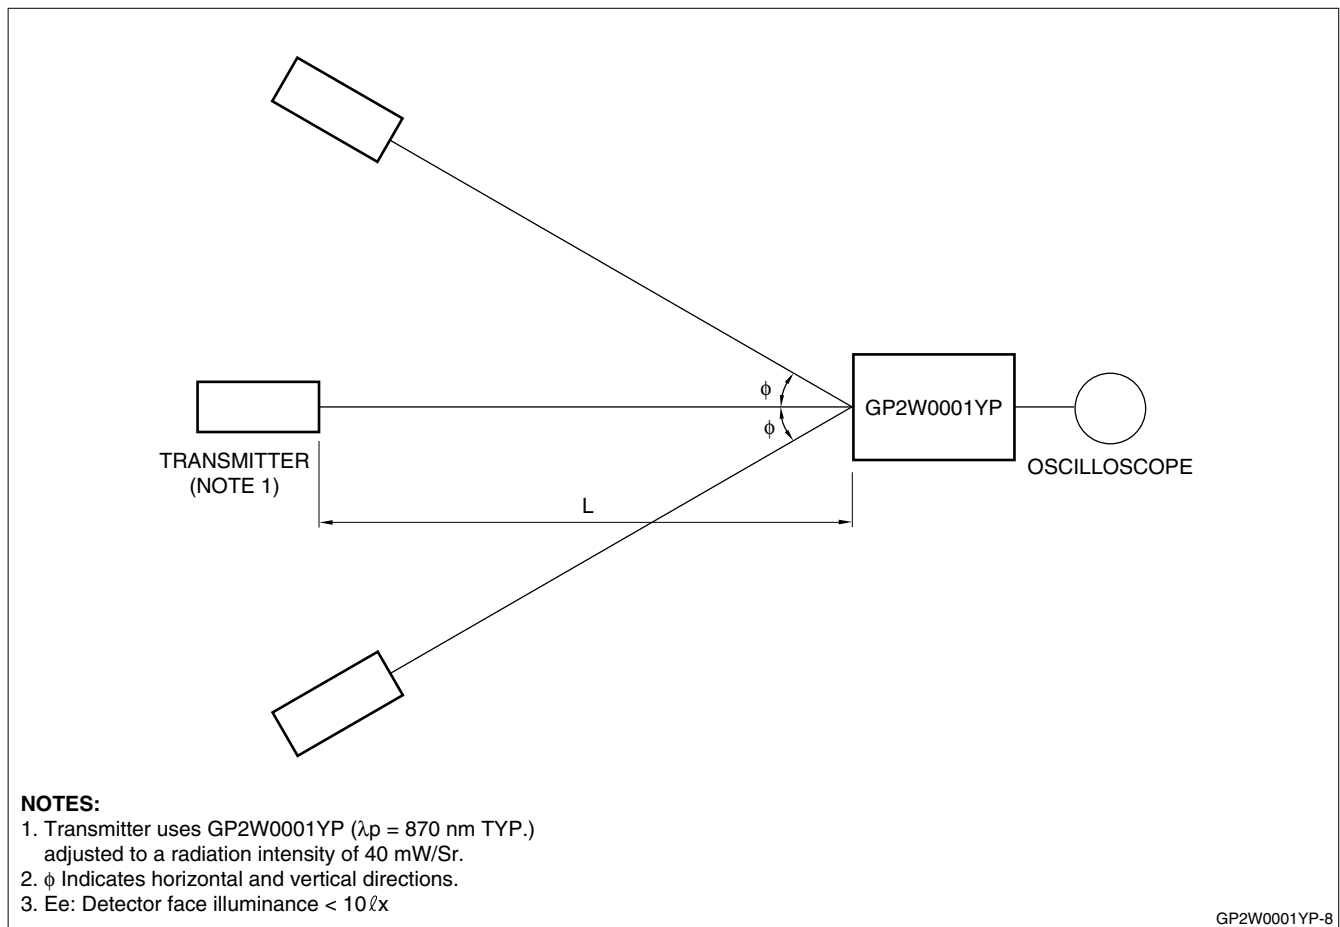 ϕ
GP2W0001YP
ϕ
TRANSMITTER
(NOTE 1)
OSCILLOSCOPE
L
NOTES:
1. Transmitter uses GP2W0001YP (λp = 870 nm TYP.)
adjusted to a radiation intensity of 40 mW/Sr.
2. ϕ Indicates horizontal and vertical directions.
3. Ee: Detector face illuminance < 10 ℓx
GP2W0001YP-8